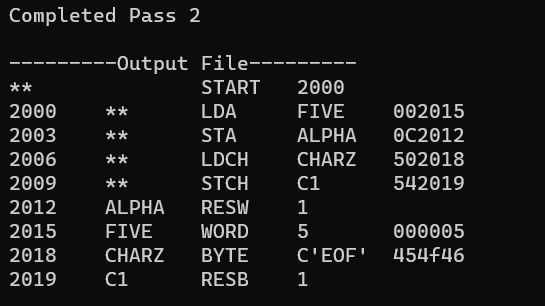 Completed Pass 2
---------Output File---------
** START 2000
2000 ** LDA FIVE 002015
2003 ** STA ALPHA 0C2012
2006 ** LDCH CHARZ 502018
2009 ** STCH C1 542019
2012 ALPHA RESW 1
2015 FIVE WORD 5 000005
2018 CHARZ BYTE C'EOF' 454f46
2019 C1 RESB 1